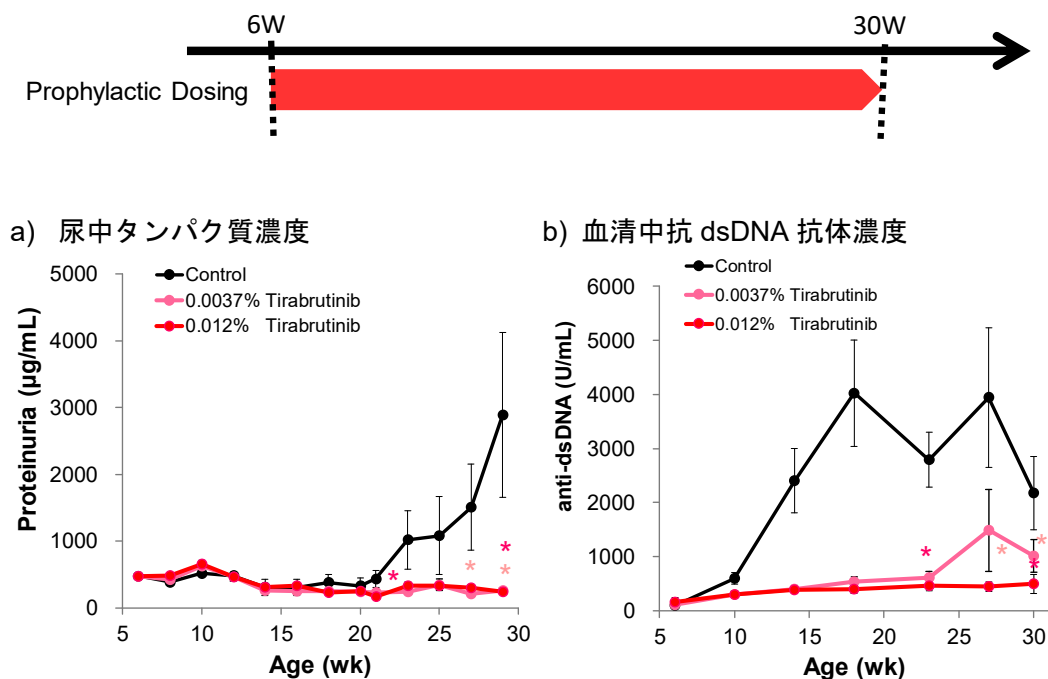 6W 30W
Prophylactic Dosing
a) 尿中タンパク質濃度
b) 血清中抗 dsDNA 抗体濃度
Control
0.0037% Tirabrutinib
0.012% Tirabrutinib
Proteinuria (μg/mL)
5000
4000
3000
2000
1000
0
5 10 15 20 25 30
Age (wk)
* * * *
Control
0.0037% Tirabrutinib
0.012% Tirabrutinib
anti-dsDNA (U/mL)
6000
5000
4000
3000
2000
1000
0
5 10 15 20 25 30
Age (wk)
* * * *